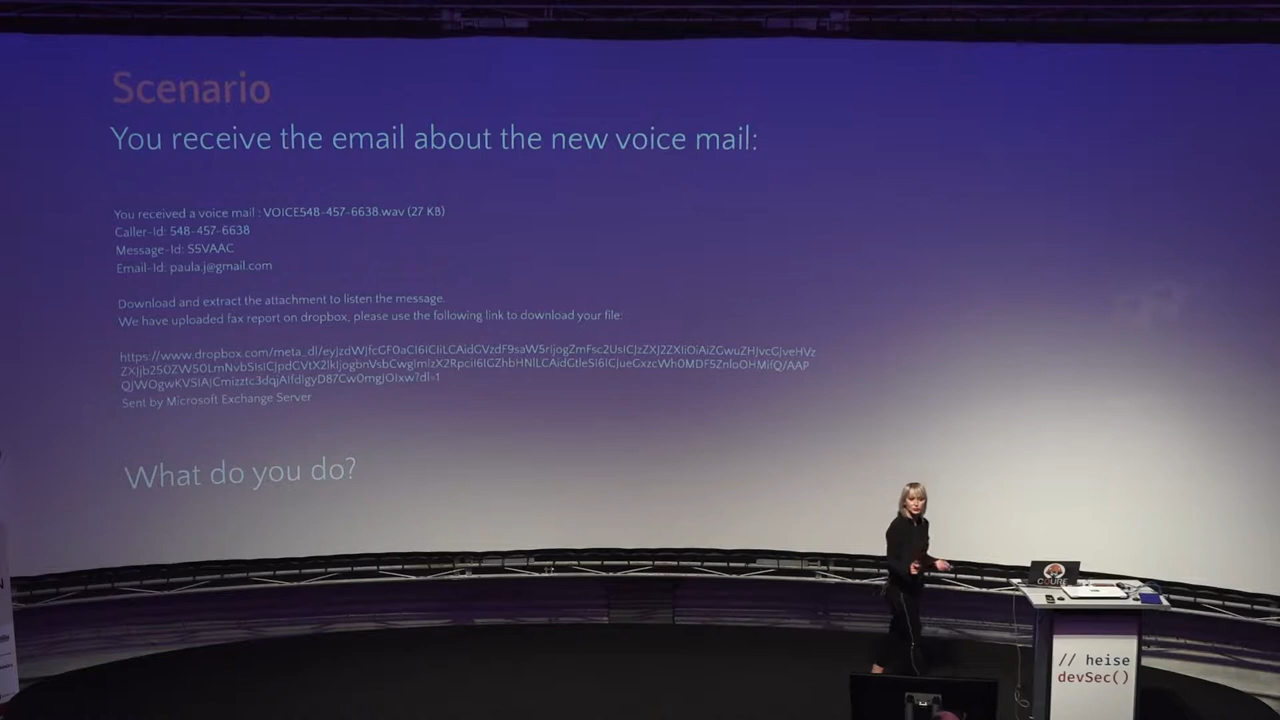 Scenario
You receive the email about the new voice mail:
You received a voice mail : VOICE548-457-6638.wav (27 KB)
Caller-Id: 548-457-6638
Message-Id: S5VAAC
Email-Id: paula.j@gmail.com
Download and extract the attachment to listen the message.
We have uploaded fax report on dropbox, please use the following link to download your file:
Sent by Microsoft Exchange Server
What do you do?
CQURE
// heise
devSec()